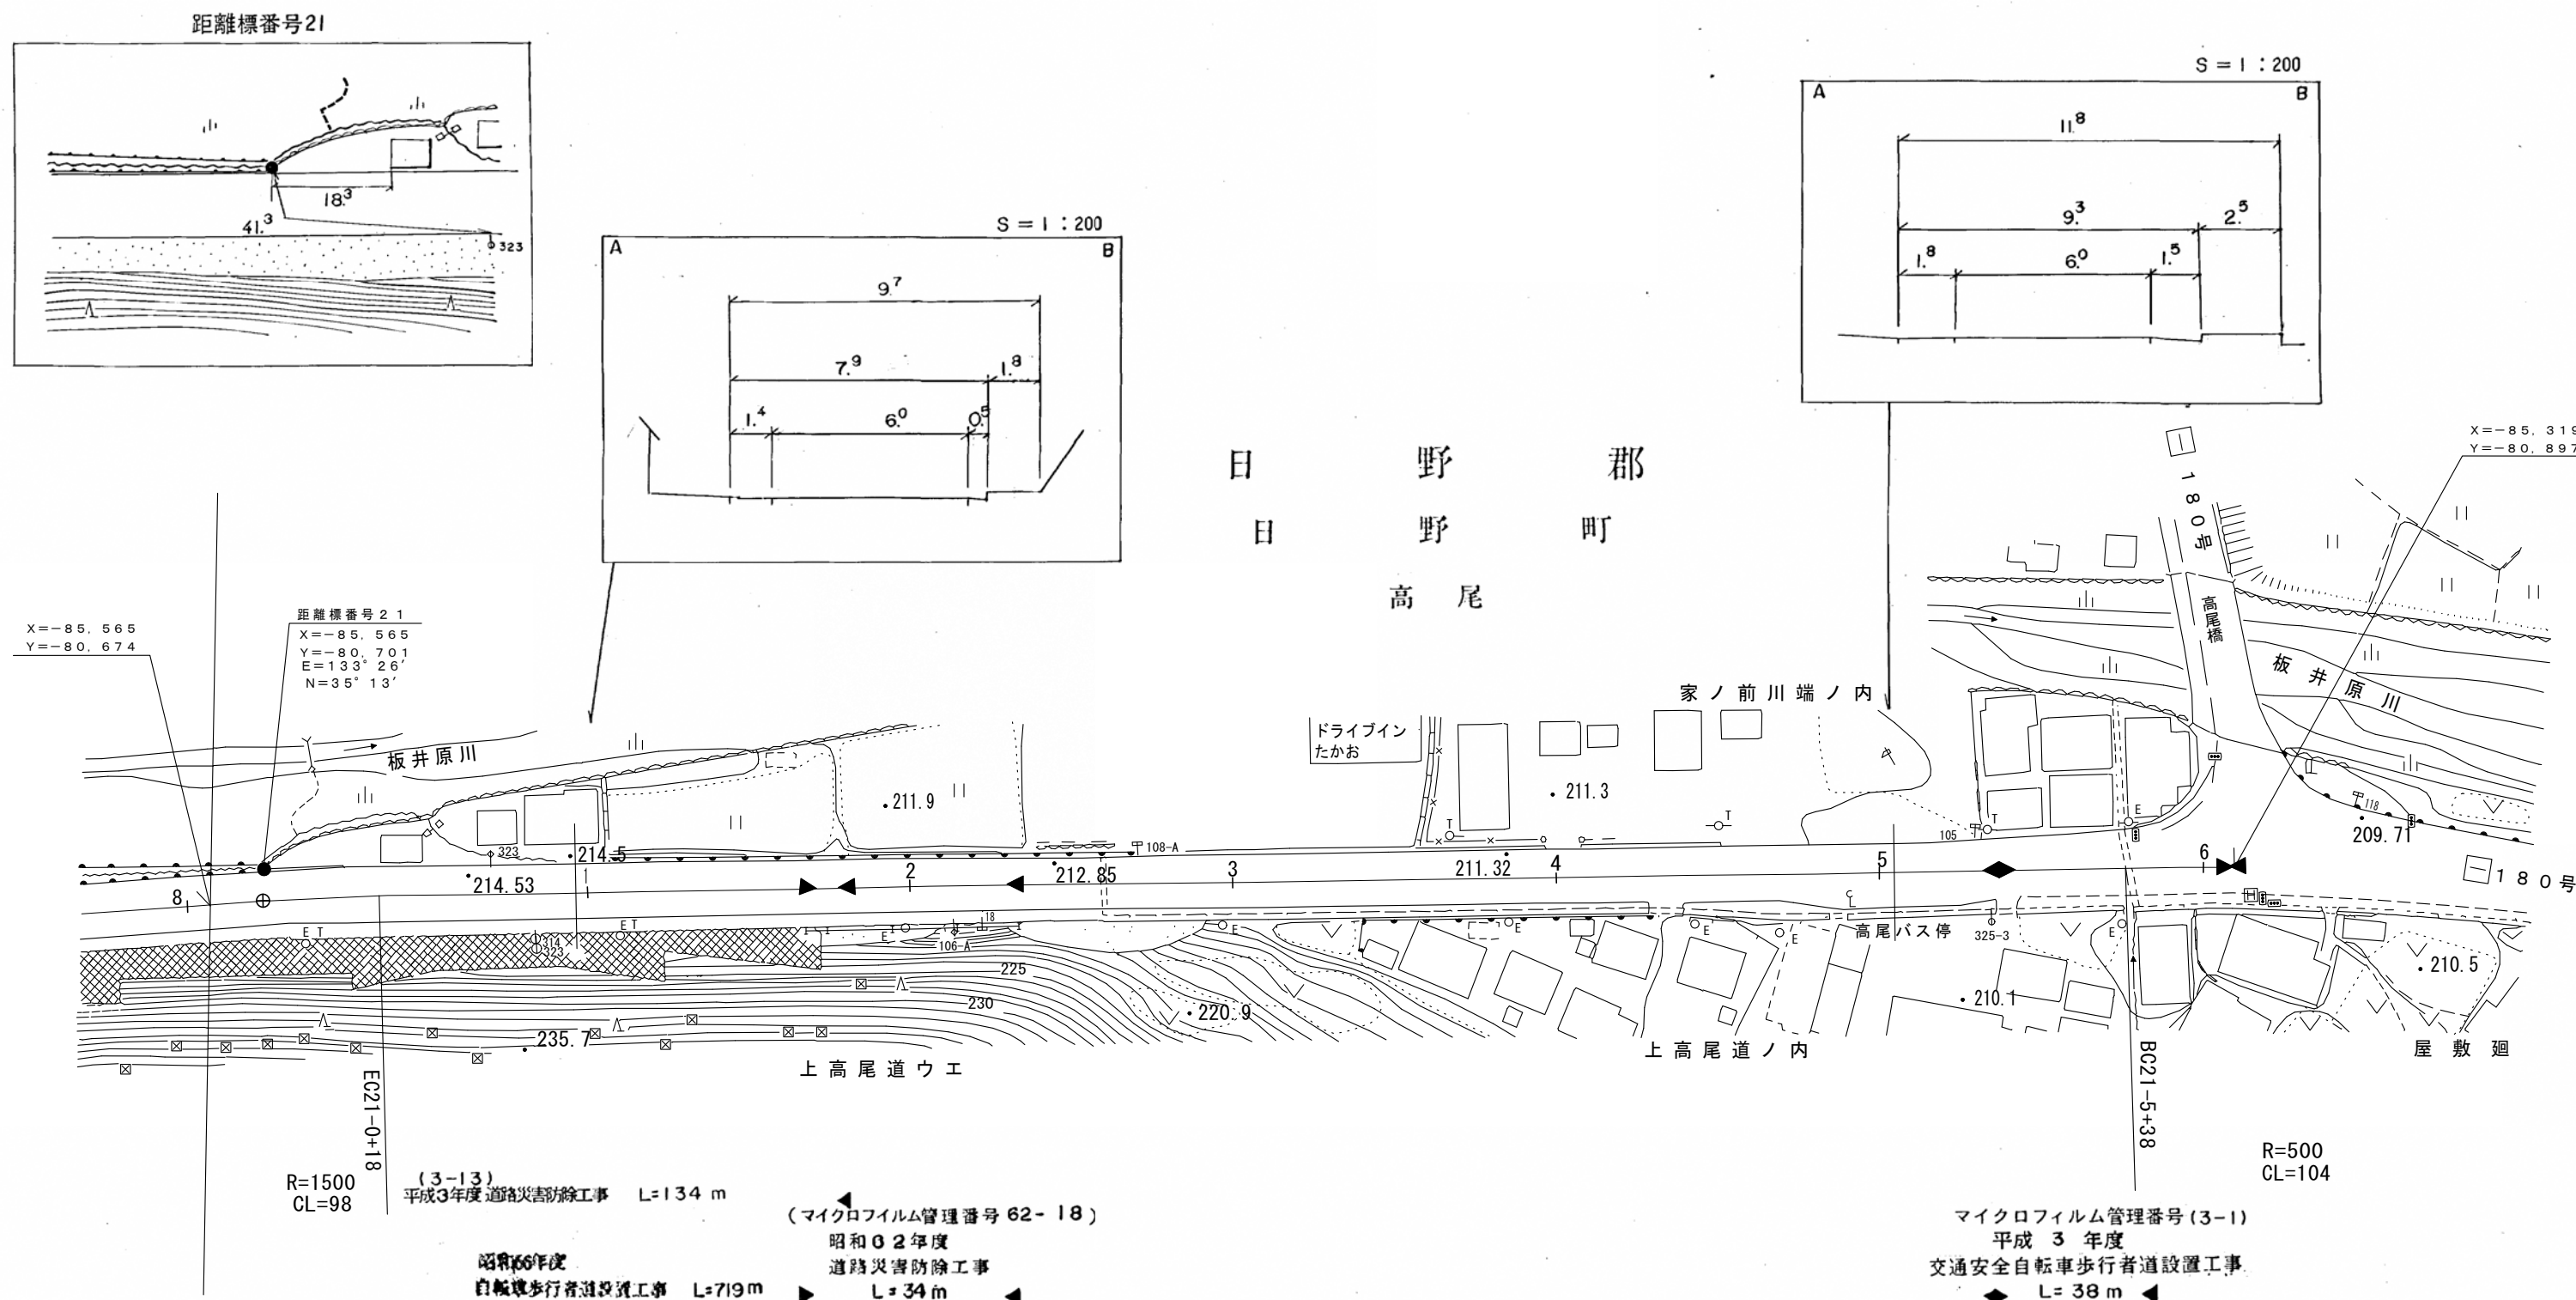 距離標番号21
18.3
41.3
323
S=1:200
A
B
9.7
7.9
1.8
1.4
6.0
0.5
S=1:200
A
B
11.8
9.3
2.5
1.8
6.0
1.5
日野郡
日野町
高尾
X=-85,319
Y=-80,897
180号
高尾橋
板井原川
X=-85,565
Y=-80,674
距離標番号21
X=-85,565
Y=-80,701
E=133°26′
N=35°13′
板井原川
家ノ前川端ノ内
ドライブイン
たかお
211.9
211.3
T
T
T
E
105
118
209.71
323
214.5
214.53
108-A
212.85
211.32
8
1
2
3
4
5
6
180号
E T
314
323
E T
E
18
106-A
E
E
E
E
高尾バス停
325-3
E
H
225
230
220.9
235.7
210.1
210.5
上高尾道ウエ
上高尾道ノ内
屋敷廻
EC21-0+18
BC21-5+38
R=1500
CL=98
R=500
CL=104
(3-13)
平成3年度道路災害防除工事 L=134m
自転車歩行者道設置工事 L=719m
(マイクロフイルム管理番号62-18)
道路災害防除工事
L=34m
マイクロフィルム管理番号(3-1)
平成 3 年度
交通安全自転車歩行者道設置工事
L=38m